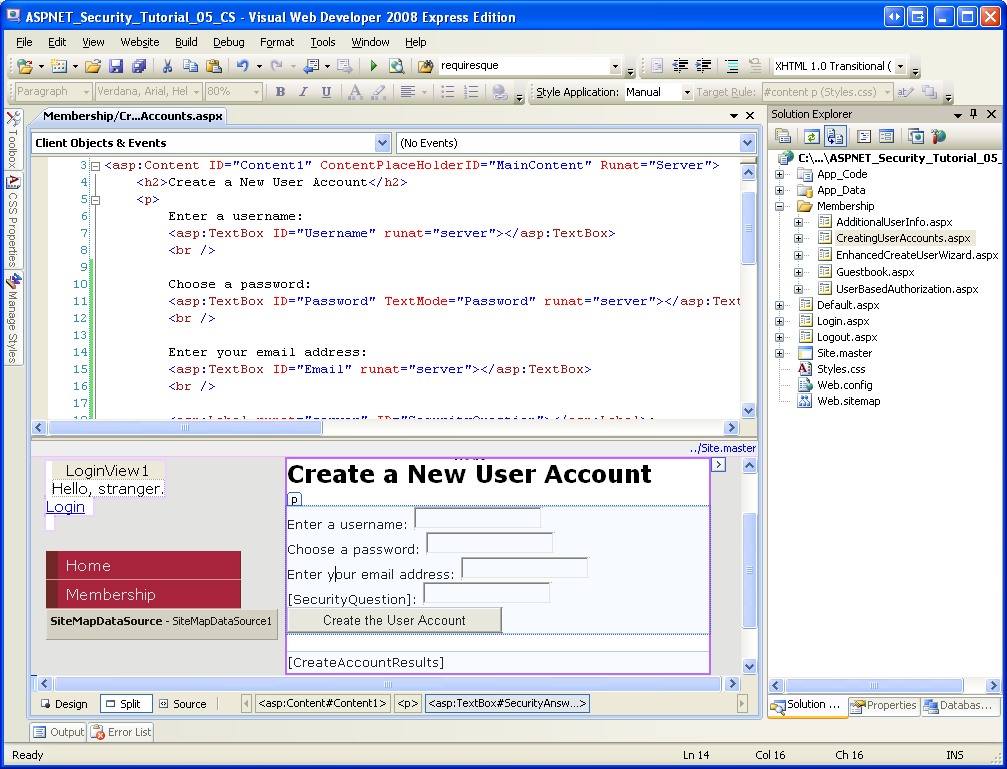 ASPNET_Security_Tutorial_05_CS - Visual Web Developer 2008 Express Edition
File Edit View Website Build Debug Format Tools Window Help
requiresque XHTML 1.0 Transitional (
Paragraph Verdana, Arial, Hel 80% B I U A Style Application: Manual Target Rule: #content p (Styles.css)
Toolbox
CSS Properties
Manage Styles
Membership/Cr...Accounts.aspx
Client Objects & Events (No Events)
3 <asp:Content ID="Content1" ContentPlaceHolderID="MainContent" Runat="Server">
4 <h2>Create a New User Account</h2>
5 <p>
6 Enter a username:
7 <asp:TextBox ID="Username" runat="server"></asp:TextBox>
8 <br />
9
10 Choose a password:
11 <asp:TextBox ID="Password" TextMode="Password" runat="server"></asp:Text
12 <br />
13
14 Enter your email address:
15 <asp:TextBox ID="Email" runat="server"></asp:TextBox>
16 <br />
17
../Site.master
LoginView1
Hello, stranger.
Login
Home
Membership
SiteMapDataSource - SiteMapDataSource1
Create a New User Account
p
Enter a username:
Choose a password:
Enter your email address:
[SecurityQuestion]:
Create the User Account
[CreateAccountResults]
Design Split Source <asp:Content#Content1> <p> <asp:TextBox#SecurityAnsw...>
Output Error List
Solution Explorer
C:\...\ASPNET_Security_Tutorial_05_
App_Code
App_Data
Membership
AdditionalUserInfo.aspx
CreatingUserAccounts.aspx
EnhancedCreateUserWizard.aspx
Guestbook.aspx
UserBasedAuthorization.aspx
Default.aspx
Login.aspx
Logout.aspx
Site.master
Styles.css
Web.config
Web.sitemap
Solution ... Properties Databas...
Ready Ln 14 Col 16 Ch 16 INS